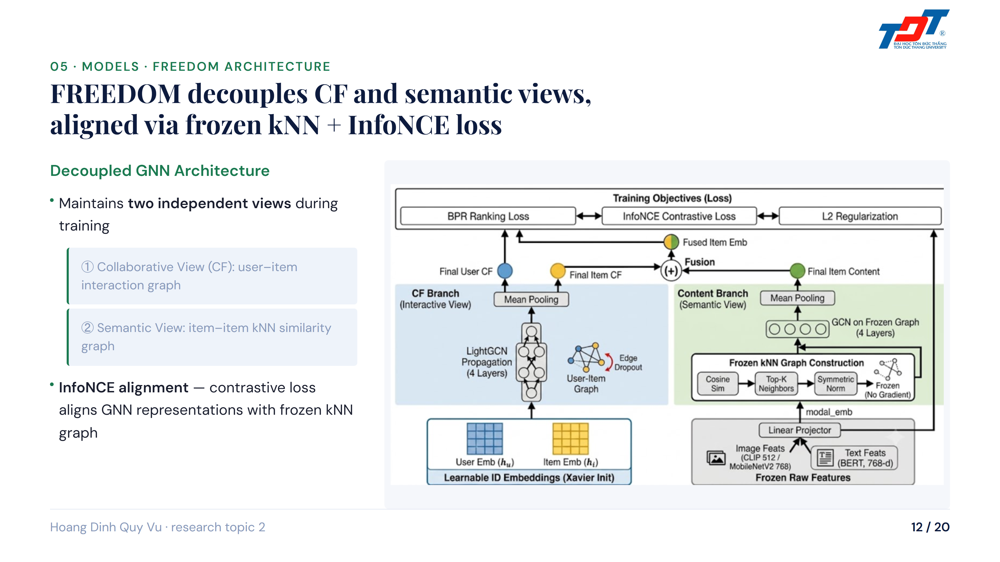 TDT®
ĐẠI HỌC TÔN ĐỨC THẮNG
TON DUC THANG UNIVERSITY
05 · MODELS · FREEDOM ARCHITECTURE
FREEDOM decouples CF and semantic views,
aligned via frozen kNN + InfoNCE loss
Decoupled GNN Architecture
• Maintains two independent views during
training
① Collaborative View (CF): user–item
interaction graph
② Semantic View: item–item kNN similarity
graph
• InfoNCE alignment — contrastive loss
aligns GNN representations with frozen kNN
graph
Training Objectives (Loss)
BPR Ranking Loss
InfoNCE Contrastive Loss
L2 Regularization
Fused Item Emb
Fusion
(+)
Final User CF
Final Item CF
Final Item Content
CF Branch
(Interactive View)
Mean Pooling
LightGCN
Propagation
(4 Layers)
Edge
Dropout
User-Item
Graph
Content Branch
(Semantic View)
Mean Pooling
GCN on Frozen Graph
(4 Layers)
Frozen kNN Graph Construction
Cosine
Sim
Top-K
Neighbors
Symmetric
Norm
Frozen
(No Gradient)
modal_emb
Linear Projector
Image Feats
(CLIP 512 /
MobileNetV2 768)
Text Feats
(BERT, 768-d)
Frozen Raw Features
User Emb (h_u)
Item Emb (h_i)
Learnable ID Embeddings (Xavier Init)
Hoang Dinh Quy Vu · research topic 2
12 / 20